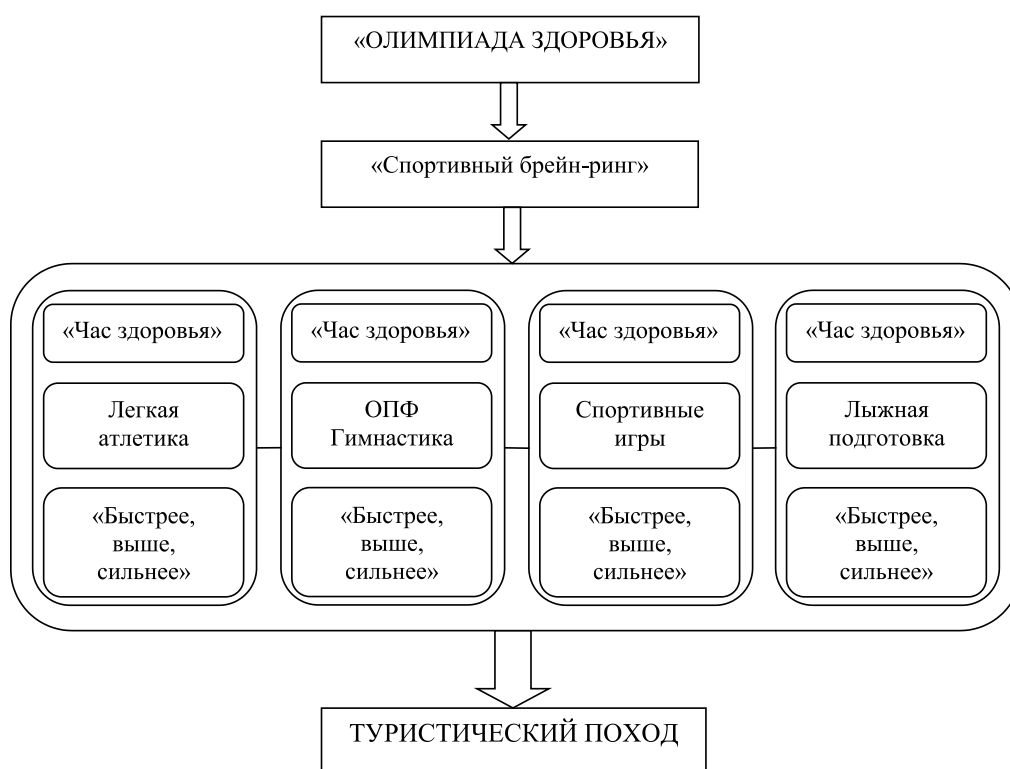 «ОЛИМПИАДА ЗДОРОВЬЯ»
«Спортивный брейн-ринг»
«Час здоровья»
Легкая
атлетика
«Быстрее,
выше,
сильнее»
«Час здоровья»
ОПФ
Гимнастика
«Быстрее,
выше,
сильнее»
«Час здоровья»
Спортивные
игры
«Быстрее,
выше,
сильнее»
«Час здоровья»
Лыжная
подготовка
«Быстрее,
выше,
сильнее»
ТУРИСТИЧЕСКИЙ ПОХОД